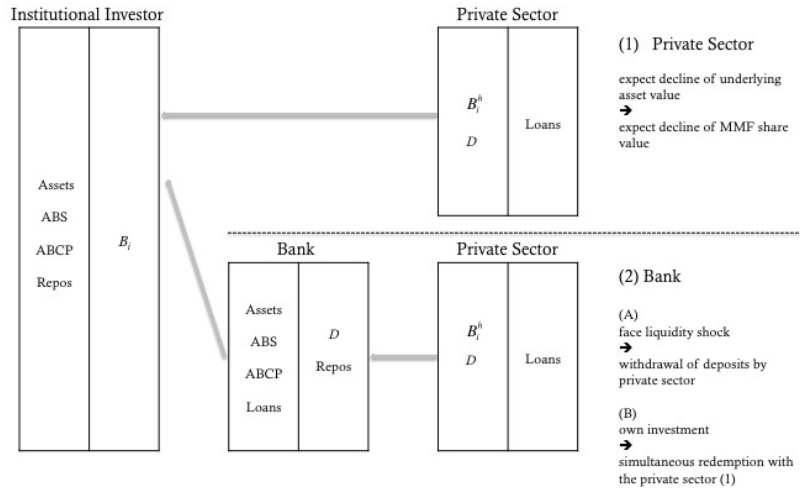 Institutional Investor
Private Sector
B_i^h
D
Loans
(1) Private Sector
expect decline of underlying
asset value
➔
expect decline of MMF share
value
Assets
ABS
ABCP
Repos
B_i
Bank
Private Sector
Assets
ABS
ABCP
Loans
D
Repos
B_i^h
D
Loans
(2) Bank
(A)
face liquidity shock
➔
withdrawal of deposits by
private sector
(B)
own investment
➔
simultaneous redemption with
the private sector (1)